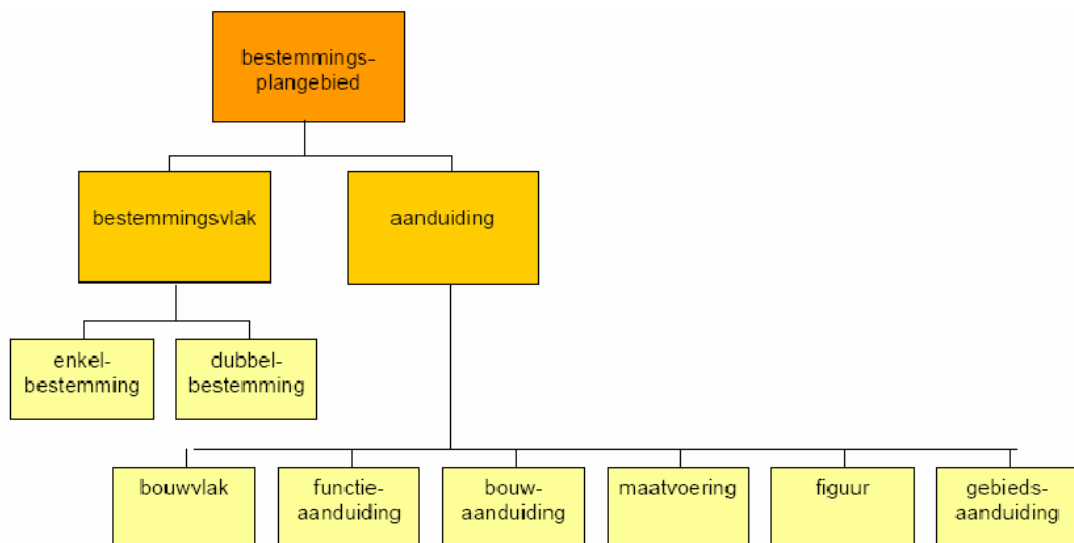 bestemmings-
plangebied
bestemmingsvlak
aanduiding
enkel-
bestemming
dubbel-
bestemming
bouwvlak
functie-
aanduiding
bouw-
aanduiding
maatvoering
figuur
gebieds-
aanduiding